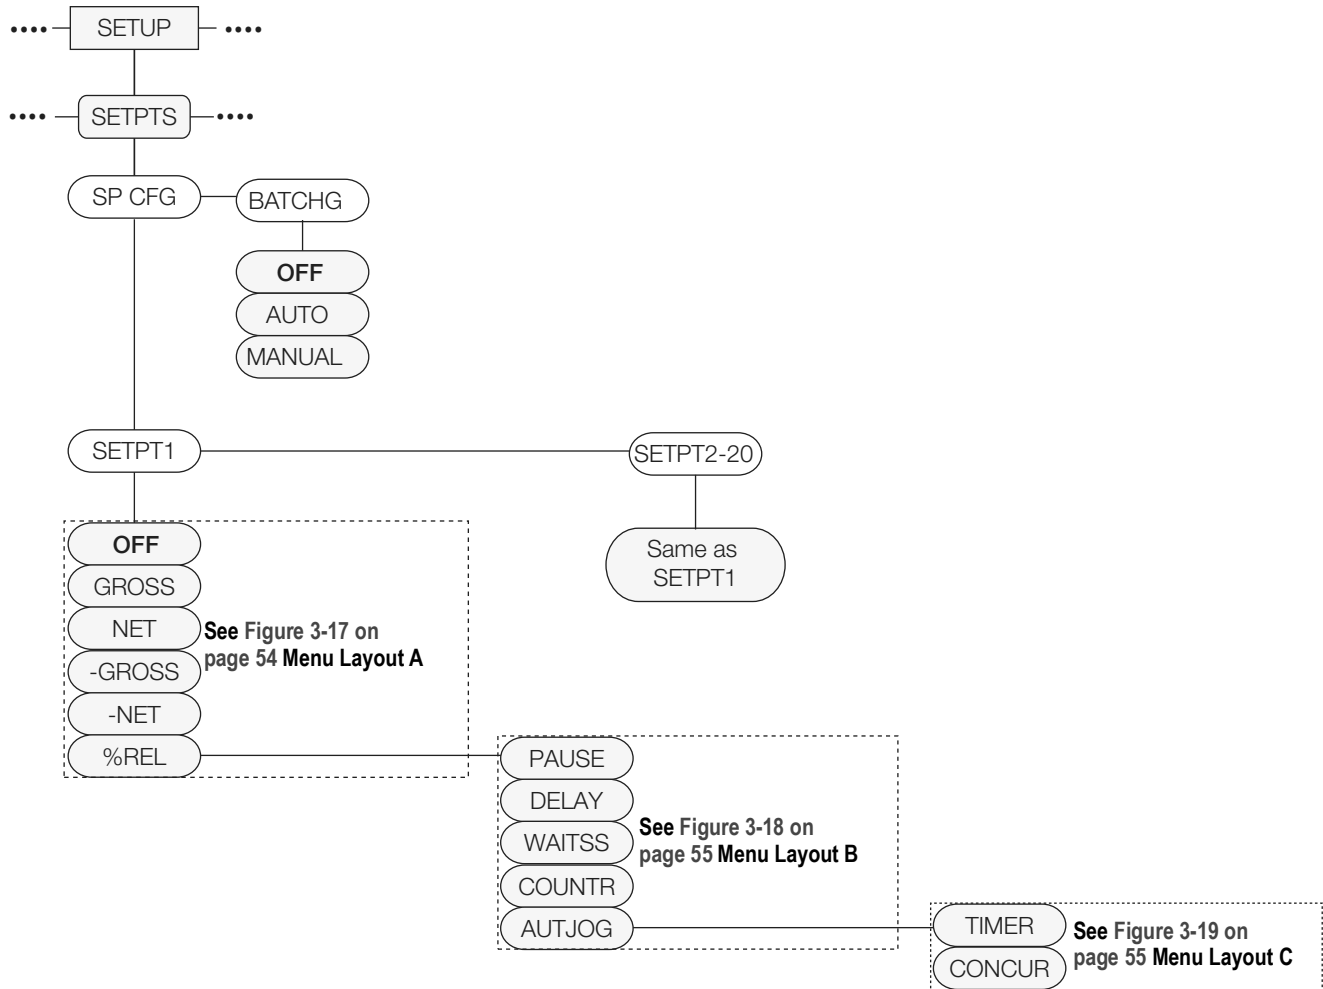 SETUP
SETPTS
SP CFG
BATCHG
OFF
AUTO
MANUAL
SETPT1
SETPT2-20
Same as
SETPT1
OFF
GROSS
NET
-GROSS
-NET
%REL
See Figure 3-17 on
page 54 Menu Layout A
PAUSE
DELAY
WAITSS
COUNTR
AUTJOG
See Figure 3-18 on
page 55 Menu Layout B
TIMER
CONCUR
See Figure 3-19 on
page 55 Menu Layout C